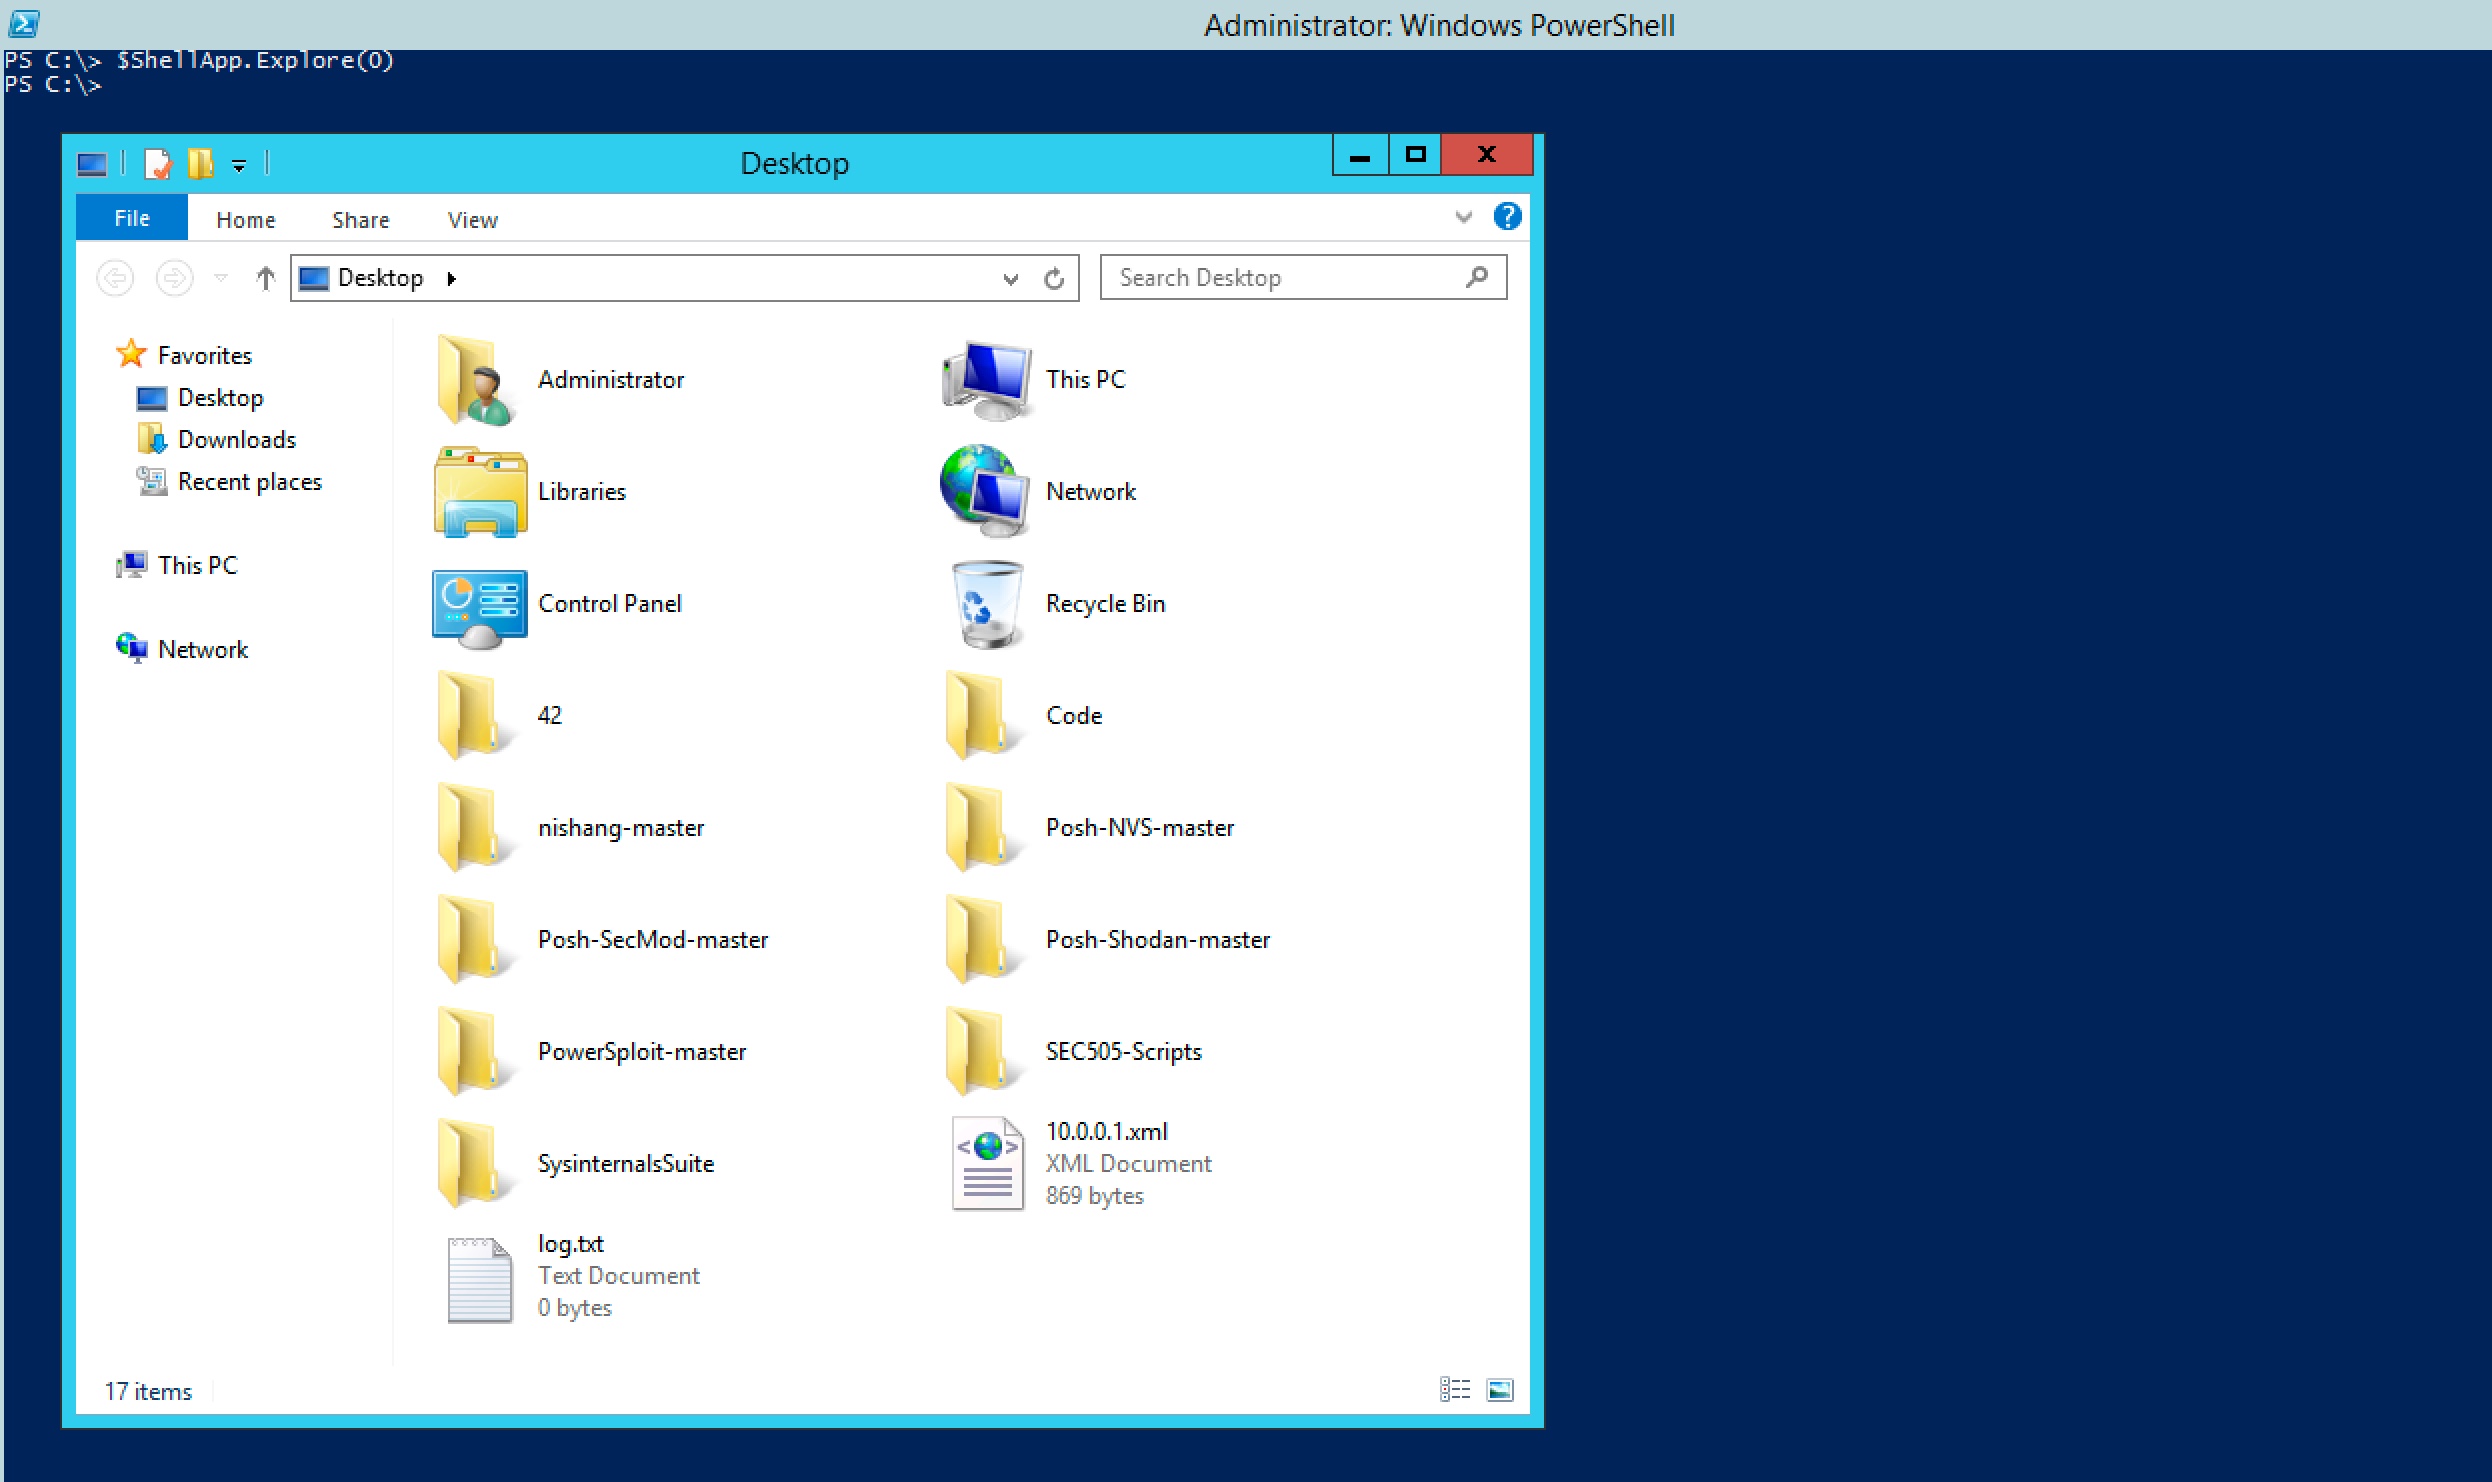 Administrator: Windows PowerShell
PS C:\> $ShellApp.Explore(0)
PS C:\>
Desktop
File Home Share View
Desktop
Search Desktop
Favorites
Desktop
Downloads
Recent places
This PC
Network
Administrator
This PC
Libraries
Network
Control Panel
Recycle Bin
42
Code
nishang-master
Posh-NVS-master
Posh-SecMod-master
Posh-Shodan-master
PowerSploit-master
SEC505-Scripts
SysinternalsSuite
10.0.0.1.xml
XML Document
869 bytes
log.txt
Text Document
0 bytes
17 items